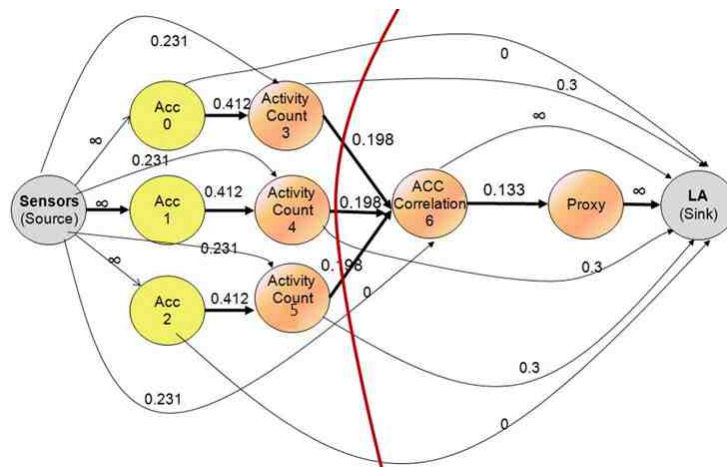 0.231
0
Acc
0
0.412
Activity
Count
3
0.3
∞
0.198
∞
0.231
Sensors
(Source)
∞
Acc
1
0.412
Activity
Count
4
0.198
ACC
Correlation
6
0.133
Proxy
∞
LA
(Sink)
0.231
∞
0.198
0.3
Acc
2
0.412
Activity
Count
5
0
0.231
0.3
0